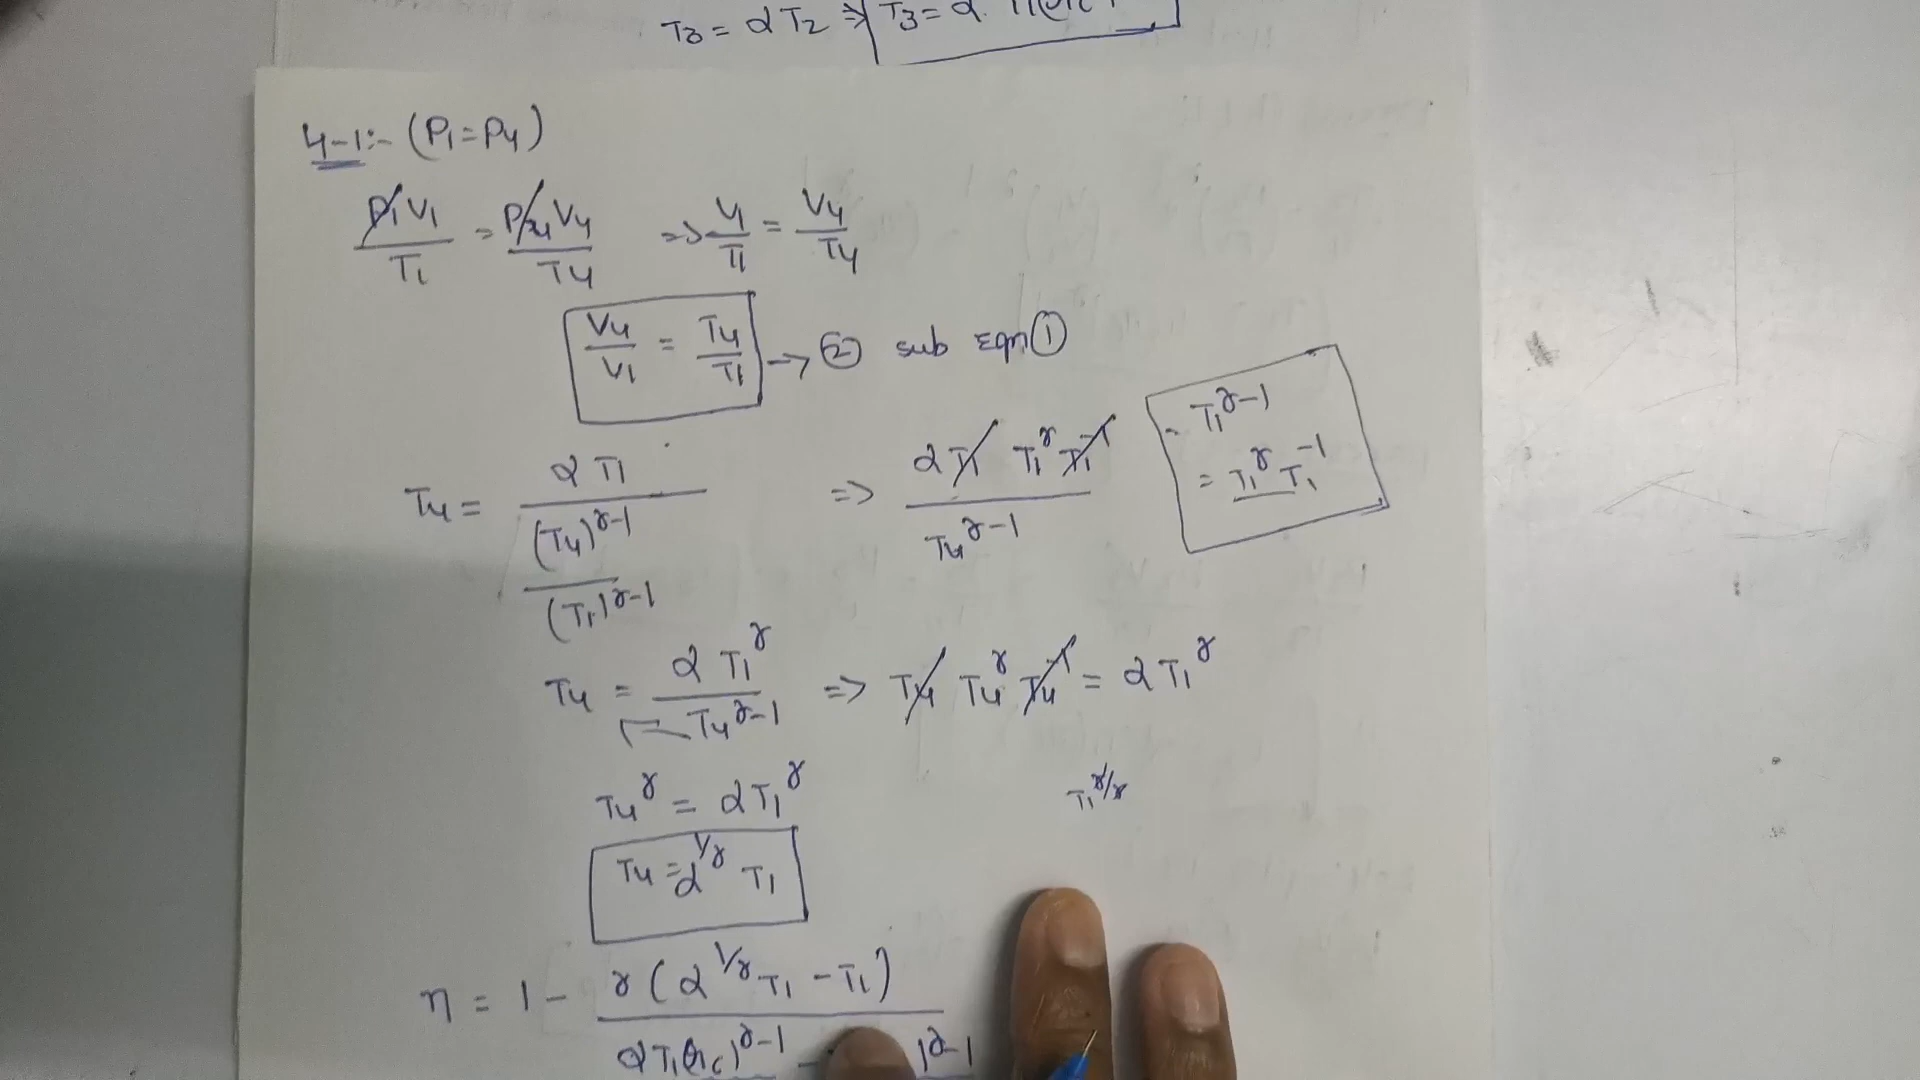 T3 = αT2 ⇒ T3 = α.
4-1:- (P1 = P4)
P1V1/T1 = P4V4/T4 ⇒ V1/T1 = V4/T4
V4/V1 = T4/T1 → ② sub Eqn ①
T4 = αT1/((T4)^γ-1/(T1)^γ-1) ⇒ αT1 T1^γ T1^-1/T4^γ-1
= T1^γ-1
= T1^γ T1^-1
T4 = αT1^γ/T4^γ-1 ⇒ T4 T4^γ T4^-1 = αT1^γ
T4^γ = αT1^γ
T1^γ/γ
T4 = α^1/γ T1
η = 1 - γ(α^1/γ T1 - T1)
αT1(rc)^γ-1 - )^γ-1